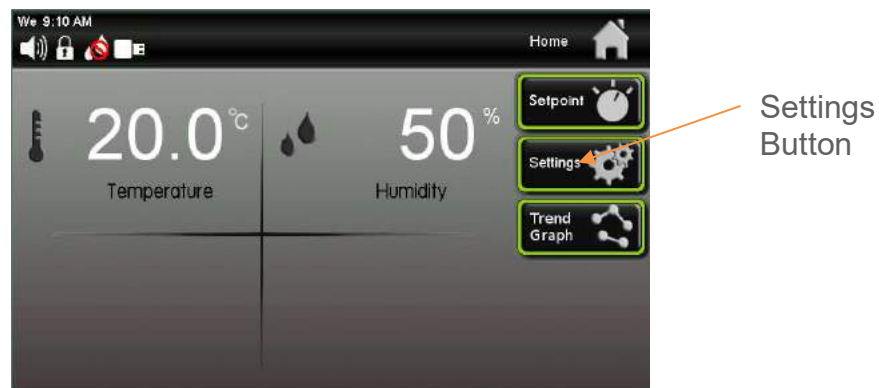 We 9:10 AM
Home
20.0°C
Temperature
50%
Humidity
Setpoint
Settings
Trend
Graph
Settings
Button